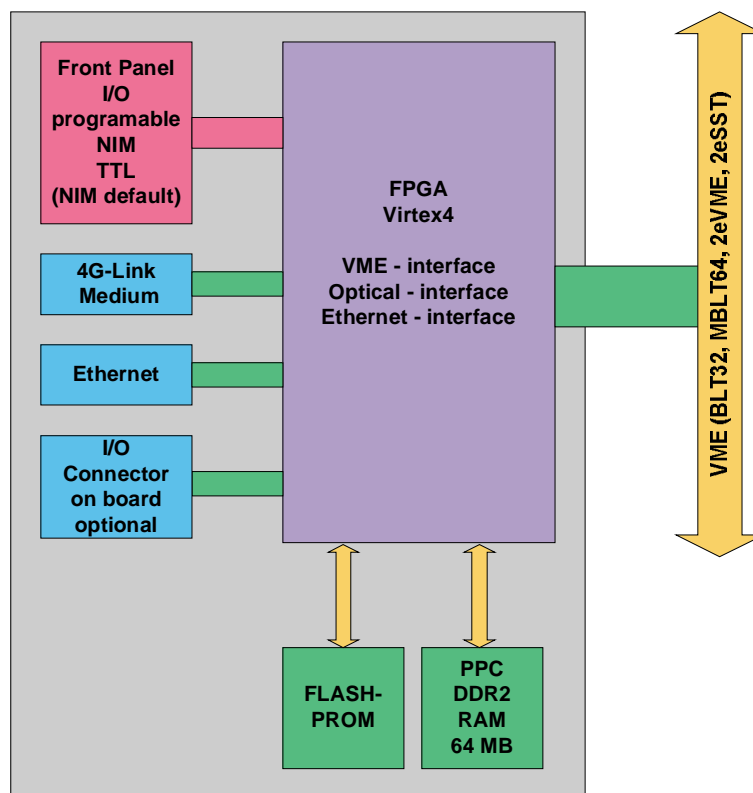 Front Panel
I/O
programable
NIM
TTL
(NIM default)
4G-Link
Medium
Ethernet
I/O
Connector
on board
optional
FPGA
Virtex4
VME - interface
Optical - interface
Ethernet - interface
VME (BLT32, MBLT64, 2eVME, 2eSST)
FLASH-
PROM
PPC
DDR2
RAM
64 MB